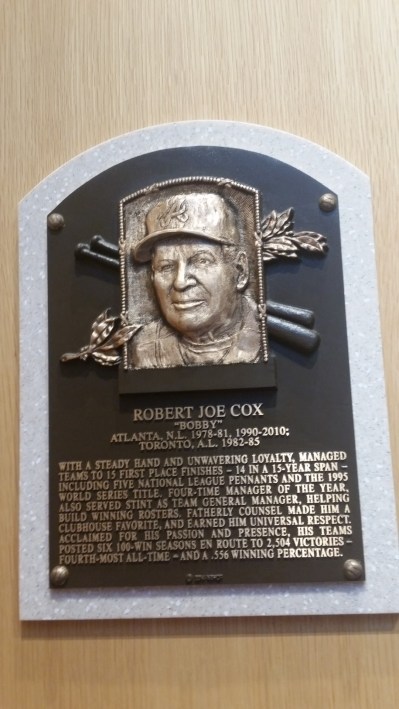 A
ROBERT JOE COX
"BOBBY"
ATLANTA, N.L. 1978-81, 1990-2010;
TORONTO, A.L. 1982-85
WITH A STEADY HAND AND UNWAVERING LOYALTY, MANAGED
TEAMS TO 15 FIRST PLACE FINISHES – 14 IN A 15-YEAR SPAN –
INCLUDING FIVE NATIONAL LEAGUE PENNANTS AND THE 1995
WORLD SERIES TITLE. FOUR-TIME MANAGER OF THE YEAR,
ALSO SERVED STINT AS TEAM GENERAL MANAGER, HELPING
BUILD WINNING ROSTERS. FATHERLY COUNSEL MADE HIM A
CLUBHOUSE FAVORITE, AND EARNED HIM UNIVERSAL RESPECT.
ACCLAIMED FOR HIS PASSION AND PRESENCE, HIS TEAMS
POSTED SIX 100-WIN SEASONS EN ROUTE TO 2,504 VICTORIES –
FOURTH-MOST ALL-TIME – AND A .556 WINNING PERCENTAGE.